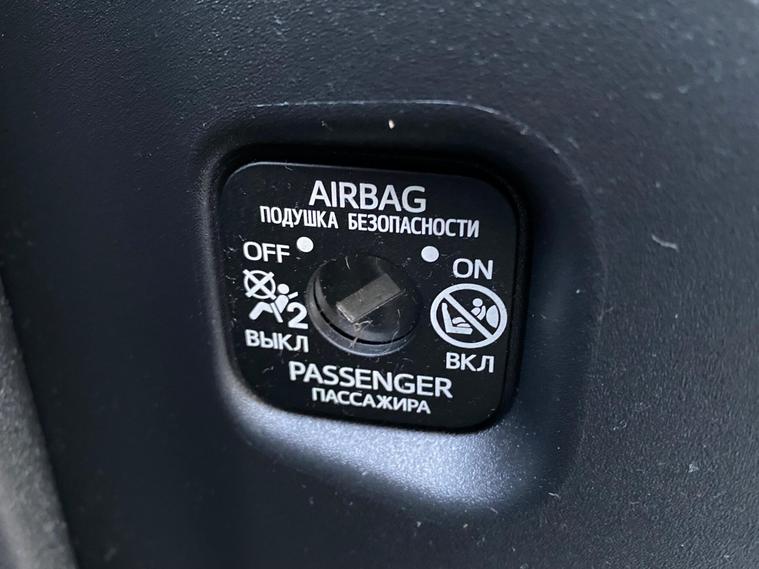 AIRBAG
ПОДУШКА БЕЗОПАСНОСТИ
OFF
ON
2
ВЫКЛ
ВКЛ
PASSENGER
ПАССАЖИРА